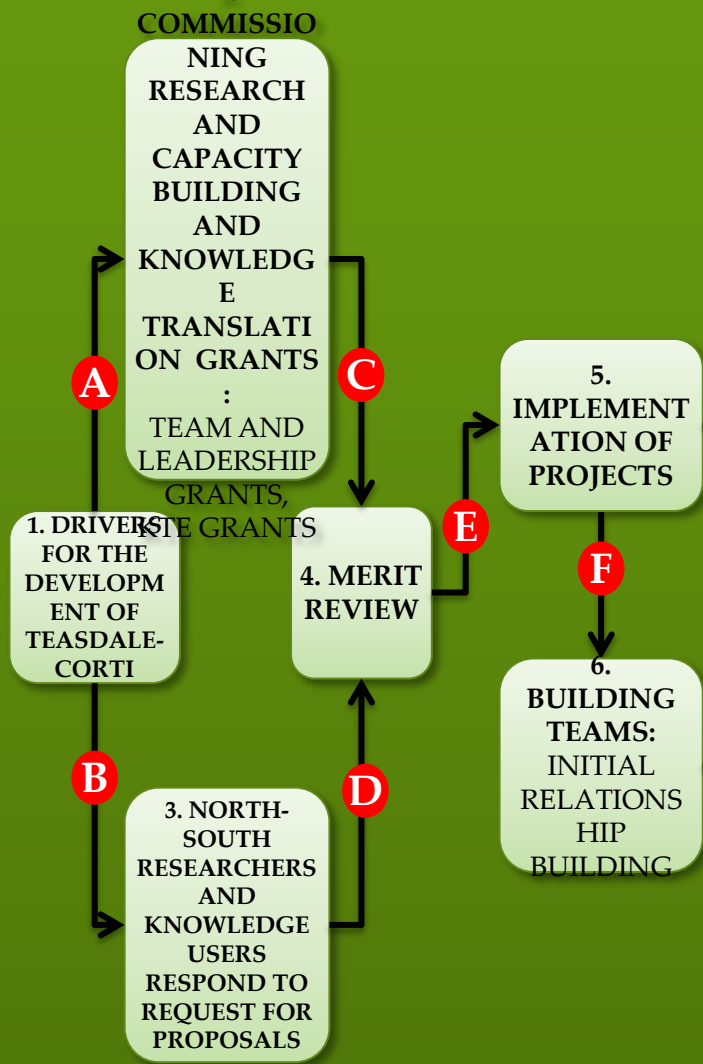 COMMISSIO
NING
RESEARCH
AND
CAPACITY
BUILDING
AND
KNOWLEDG
E
TRANSLATI
ON GRANTS
:
TEAM AND
LEADERSHIP
GRANTS,
KTE GRANTS
A
C
1. DRIVERS
FOR THE
DEVELOPM
ENT OF
TEASDALE-
CORTI
4. MERIT
REVIEW
E
5.
IMPLEMENT
ATION OF
PROJECTS
F
6.
BUILDING
TEAMS:
INITIAL
RELATIONS
HIP
BUILDING
B
D
3. NORTH-
SOUTH
RESEARCHERS
AND
KNOWLEDGE
USERS
RESPOND TO
REQUEST FOR
PROPOSALS